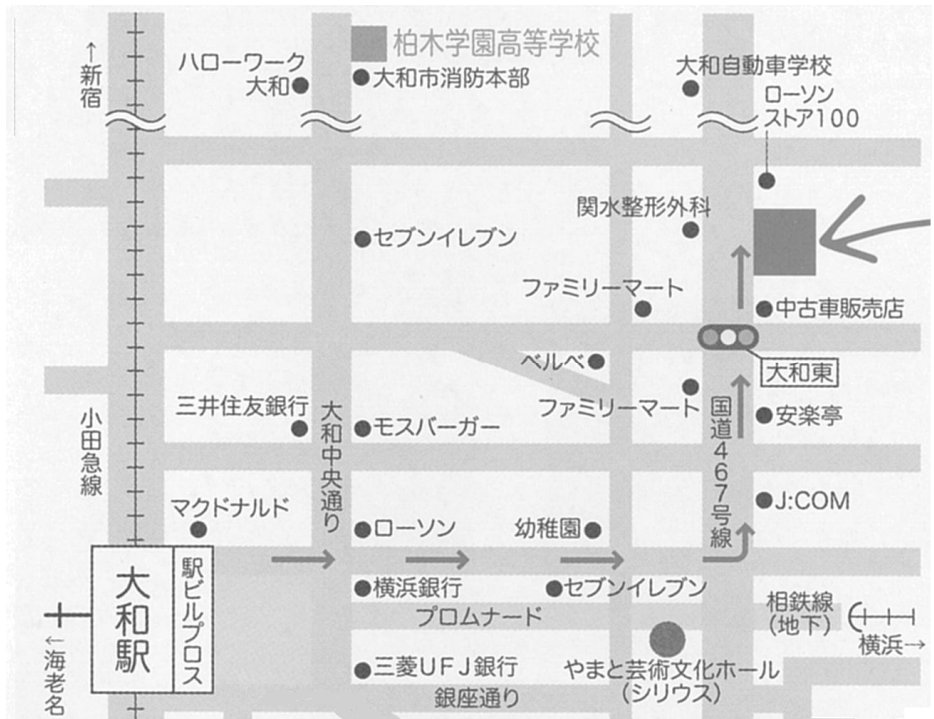 ←新宿
ハローワーク
大和
柏木学園高等学校
大和市消防本部
大和自動車学校
ローソン
ストア100
関水整形外科
セブンイレブン
ファミリーマート
中古車販売店
ベルベ
大和東
ファミリーマート
三井住友銀行
大和中央通り
モスバーガー
国道467号線
安楽亭
小田急線
マクドナルド
ローソン
幼稚園
J:COM
大和駅
駅ビルプロス
横浜銀行
セブンイレブン
プロムナード
相鉄線
(地下)
横浜→
←海老名
三菱UFJ銀行
やまと芸術文化ホール
(シリウス)
銀座通り